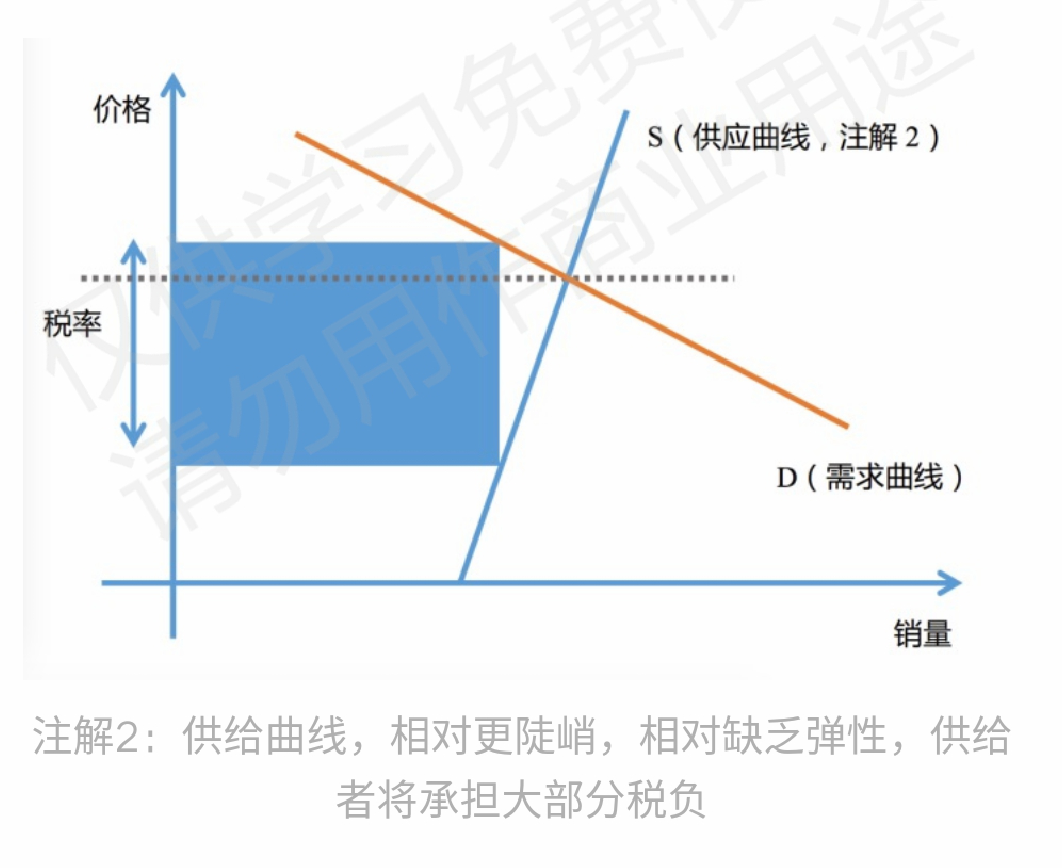 仅供学习免费使
请勿用作商业用途
价格
S（供应曲线，注解 2 ）
税率
D（需求曲线）
销量
注解2：供给曲线，相对更陡峭，相对缺乏弹性，供给
者将承担大部分税负